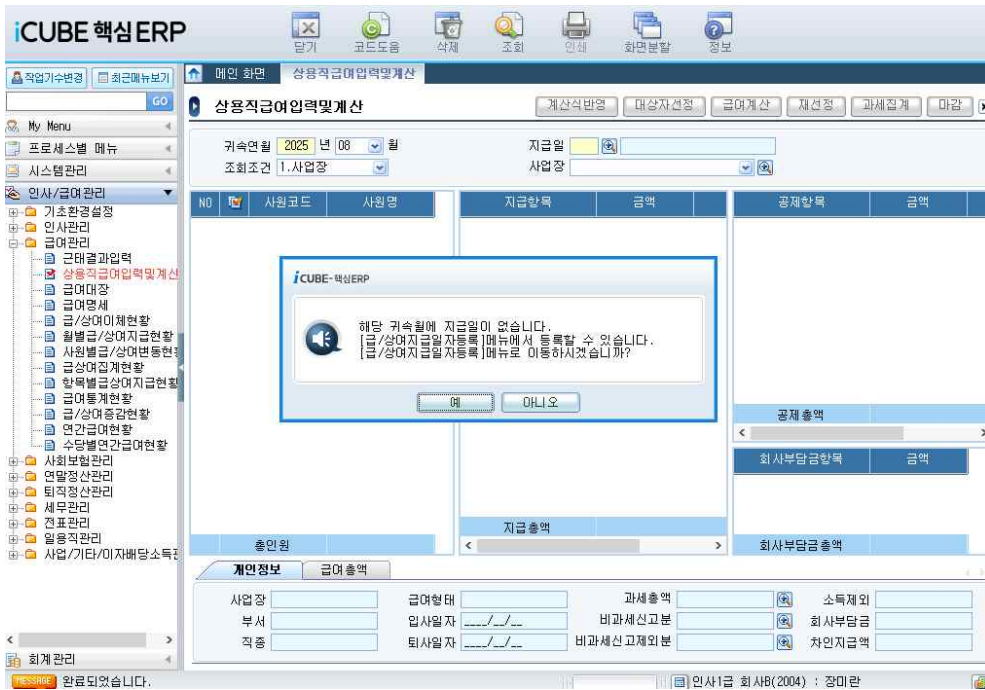 iCUBE 핵심ERP
닫기 코드도움 삭제 조회 인쇄 화면분할 정보
작업기수변경 최근메뉴보기
메인 화면 상용직급여입력및계산
GO
상용직급여입력및계산
계산식반영 대상자선정 급여계산 재선정 과세집계 마감
My Menu
프로세스별 메뉴
시스템관리
인사/급여관리
기초환경설정
인사관리
급여관리
근태결과입력
상용직급여입력및계산
급여대장
급여명세
급/상여이체현황
월별급/상여지급현황
사원별급/상여변동현
급상여집계현황
항목별급상여지급현황
급여통계현황
급/상여증감현황
연간급여현황
수당별연간급여현황
사회보험관리
연말정산관리
퇴직정산관리
세무관리
전표관리
일용직관리
사업/기타/이자배당소득
회계관리
귀속연월 2025 년 08 월 지급일
조회조건 1.사업장 사업장
NO 사원코드 사원명 지급항목 금액 공제항목 금액
iCUBE-핵심ERP
해당 귀속월에 지급일이 없습니다.
[급/상여지급일자등록]메뉴에서 등록할 수 있습니다.
[급/상여지급일자등록]메뉴로 이동하시겠습니까?
예 아니오
공제총액
회사부담금항목 금액
지급총액
총인원 회사부담금총액
개인정보 급여총액
사업장 급여형태 과세총액 소득제외
부서 입사일자 ____/__/__ 비과세신고분 회사부담금
직종 퇴사일자 ____/__/__ 비과세신고제외분 차인지급액
MESSAGE 완료되었습니다. 인사1급 회사B(2004) : 장미란